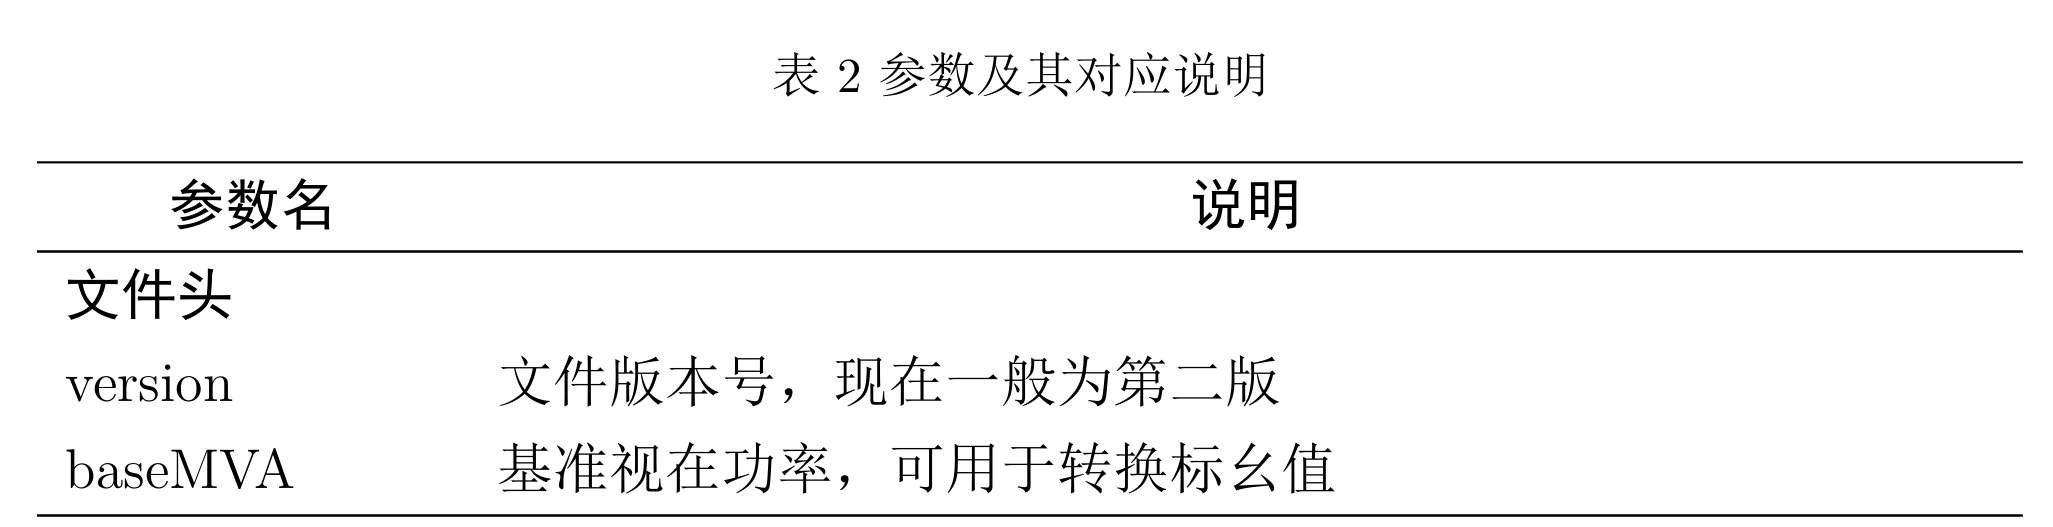 表 2 参数及其对应说明
参数名 说明
文件头
version 文件版本号，现在一般为第二版
baseMVA 基准视在功率，可用于转换标幺值